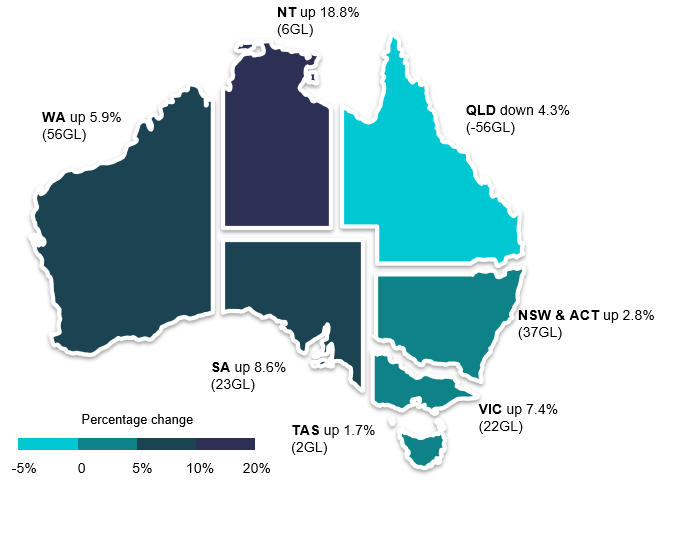 NT up 18.8%
(6GL)
WA up 5.9%
(56GL)
QLD down 4.3%
(-56GL)
NSW & ACT up 2.8%
(37GL)
SA up 8.6%
(23GL)
VIC up 7.4%
(22GL)
TAS up 1.7%
(2GL)
Percentage change
-5% 0 5% 10% 20%